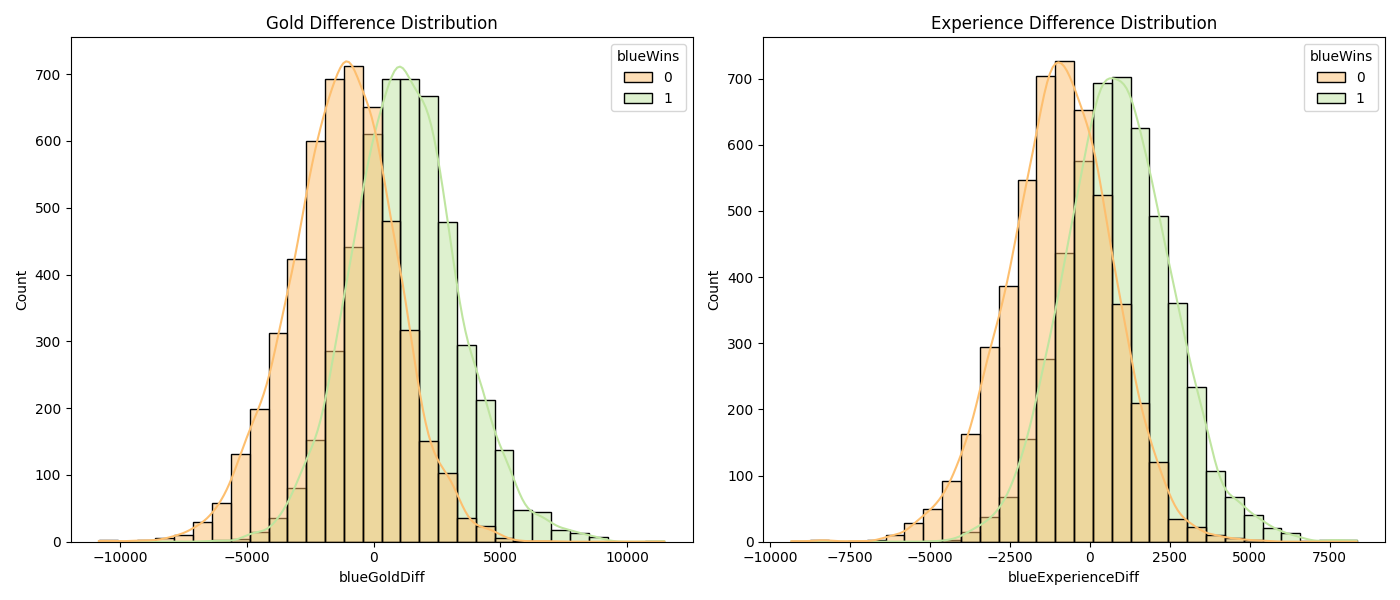 Gold Difference Distribution
blueWins
0
1
700
600
500
400
300
200
100
0
Count
−10000 −5000 0 5000 10000
blueGoldDiff
Experience Difference Distribution
blueWins
0
1
700
600
500
400
300
200
100
0
Count
−10000 −7500 −5000 −2500 0 2500 5000 7500
blueExperienceDiff